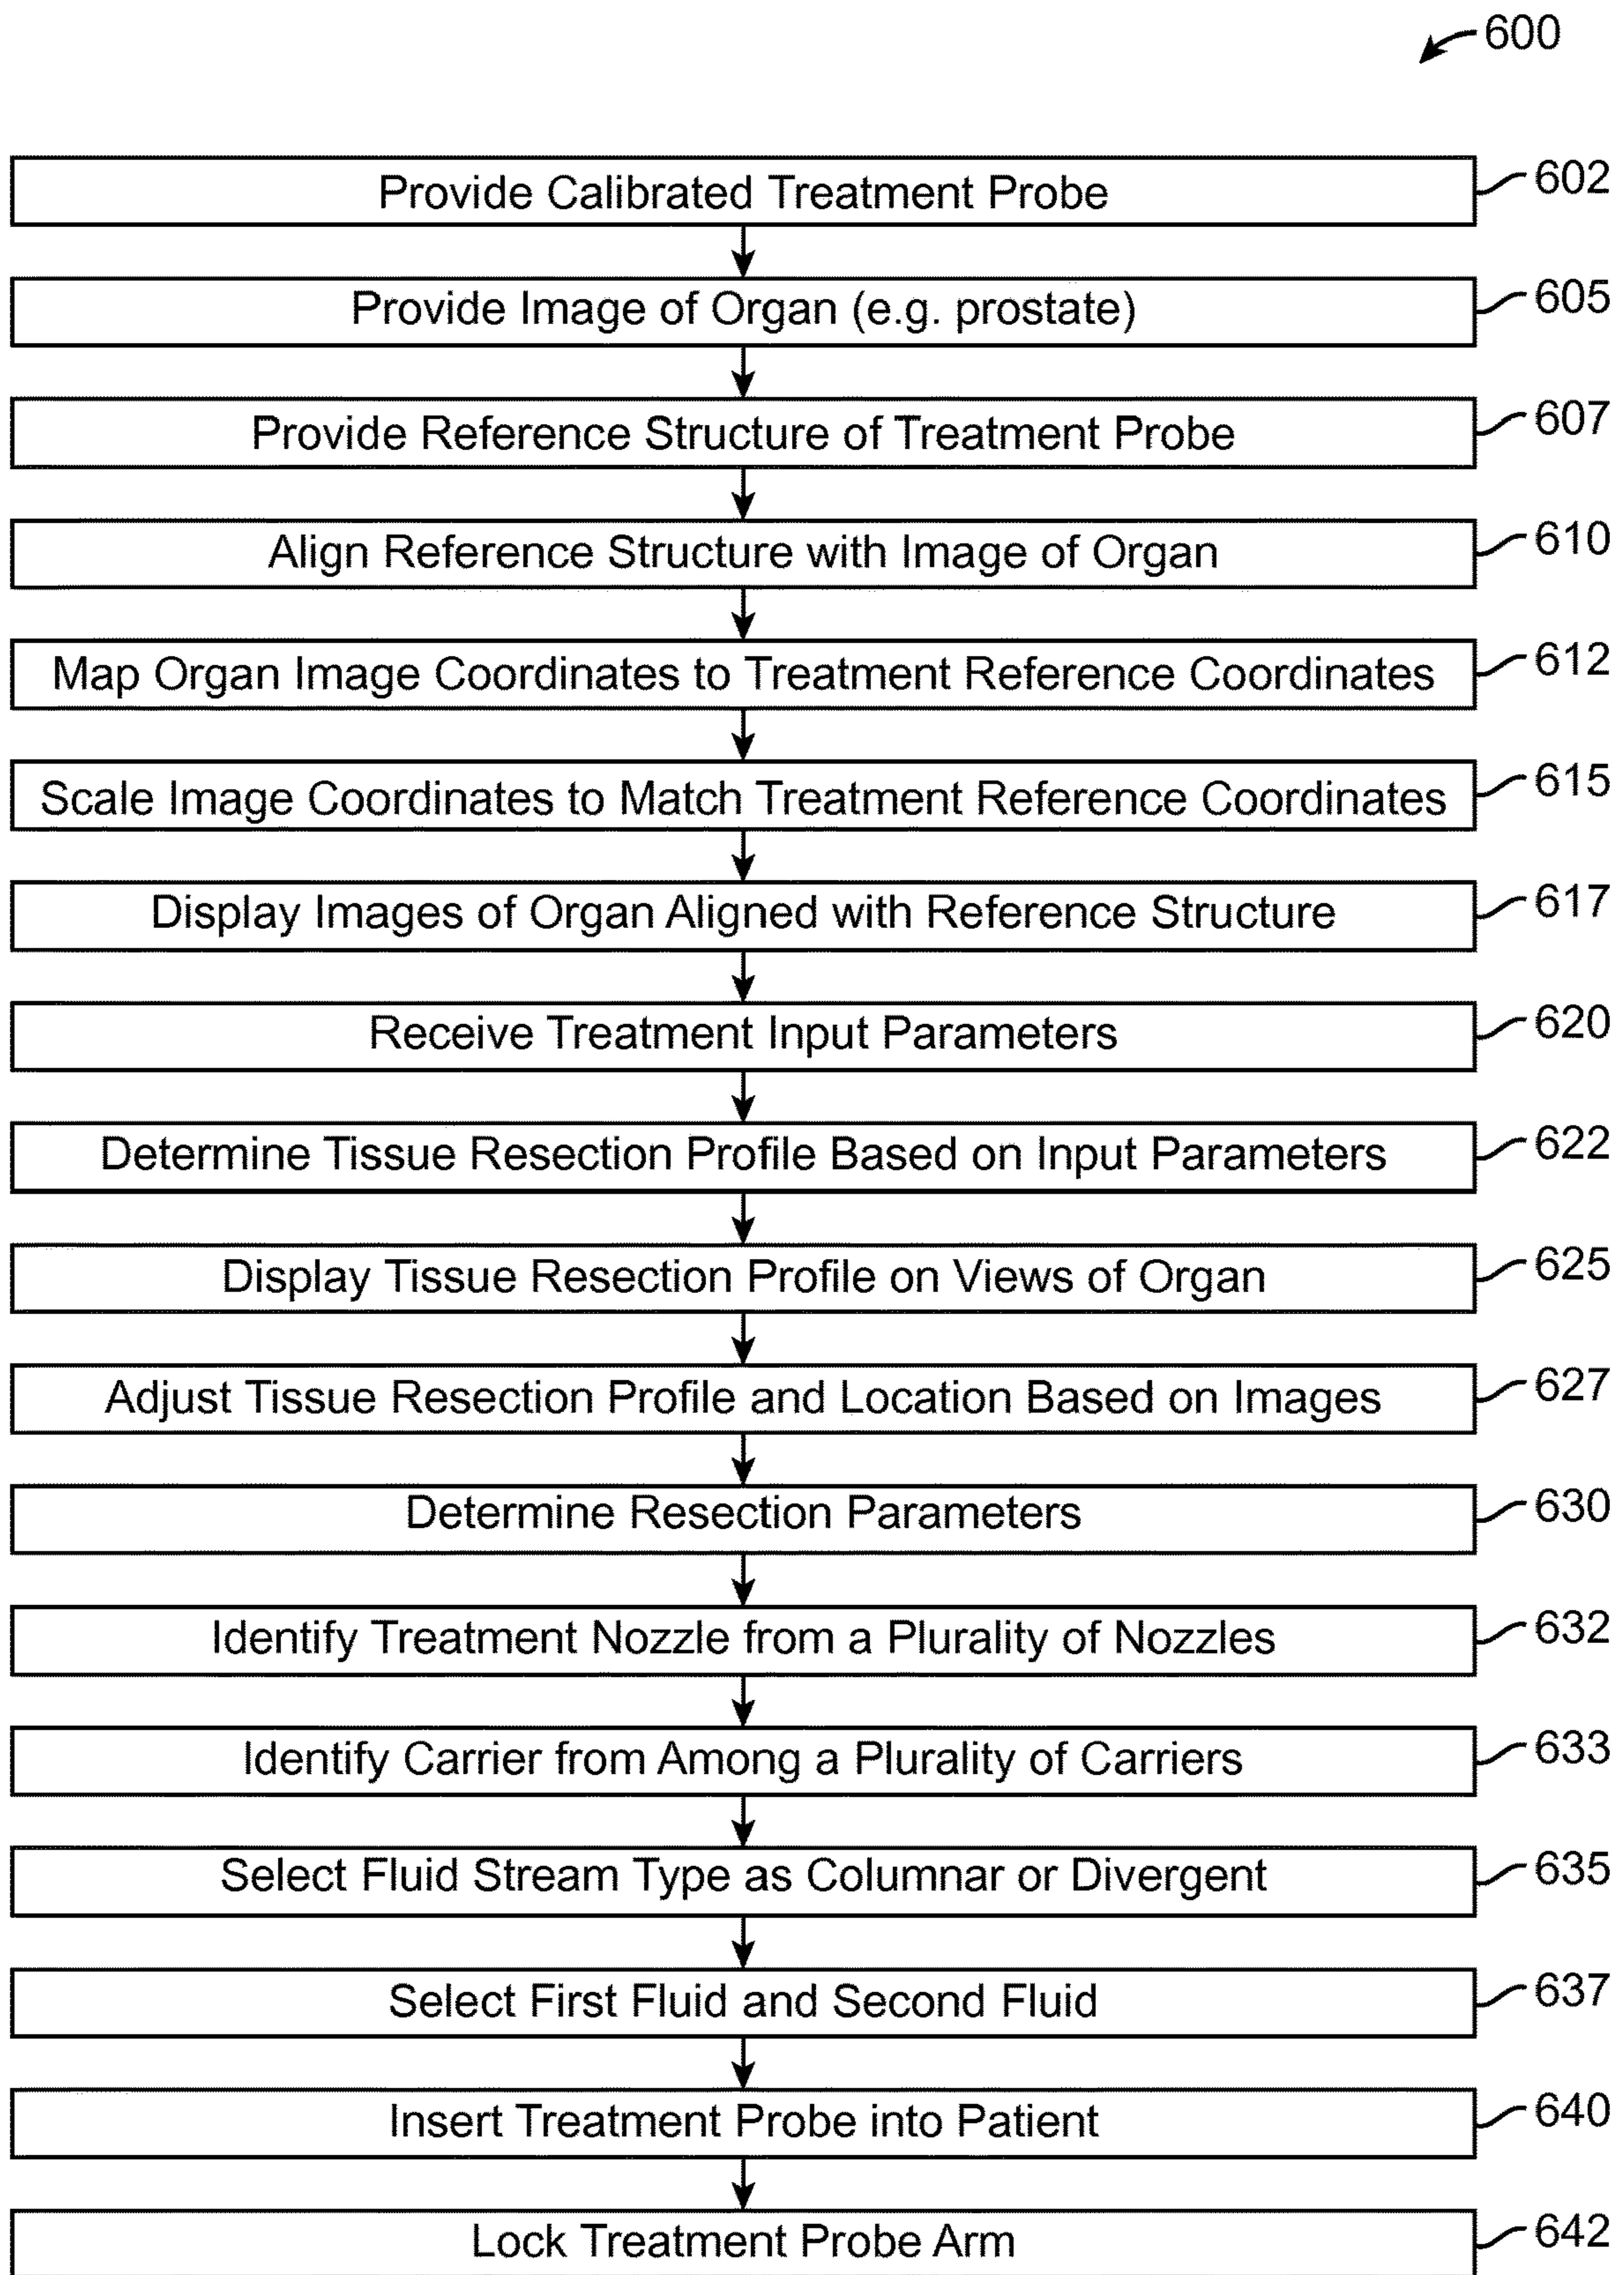 600
Provide Calibrated Treatment Probe 602
Provide Image of Organ (e.g. prostate) 605
Provide Reference Structure of Treatment Probe 607
Align Reference Structure with Image of Organ 610
Map Organ Image Coordinates to Treatment Reference Coordinates 612
Scale Image Coordinates to Match Treatment Reference Coordinates 615
Display Images of Organ Aligned with Reference Structure 617
Receive Treatment Input Parameters 620
Determine Tissue Resection Profile Based on Input Parameters 622
Display Tissue Resection Profile on Views of Organ 625
Adjust Tissue Resection Profile and Location Based on Images 627
Determine Resection Parameters 630
Identify Treatment Nozzle from a Plurality of Nozzles 632
Identify Carrier from Among a Plurality of Carriers 633
Select Fluid Stream Type as Columnar or Divergent 635
Select First Fluid and Second Fluid 637
Insert Treatment Probe into Patient 640
Lock Treatment Probe Arm 642